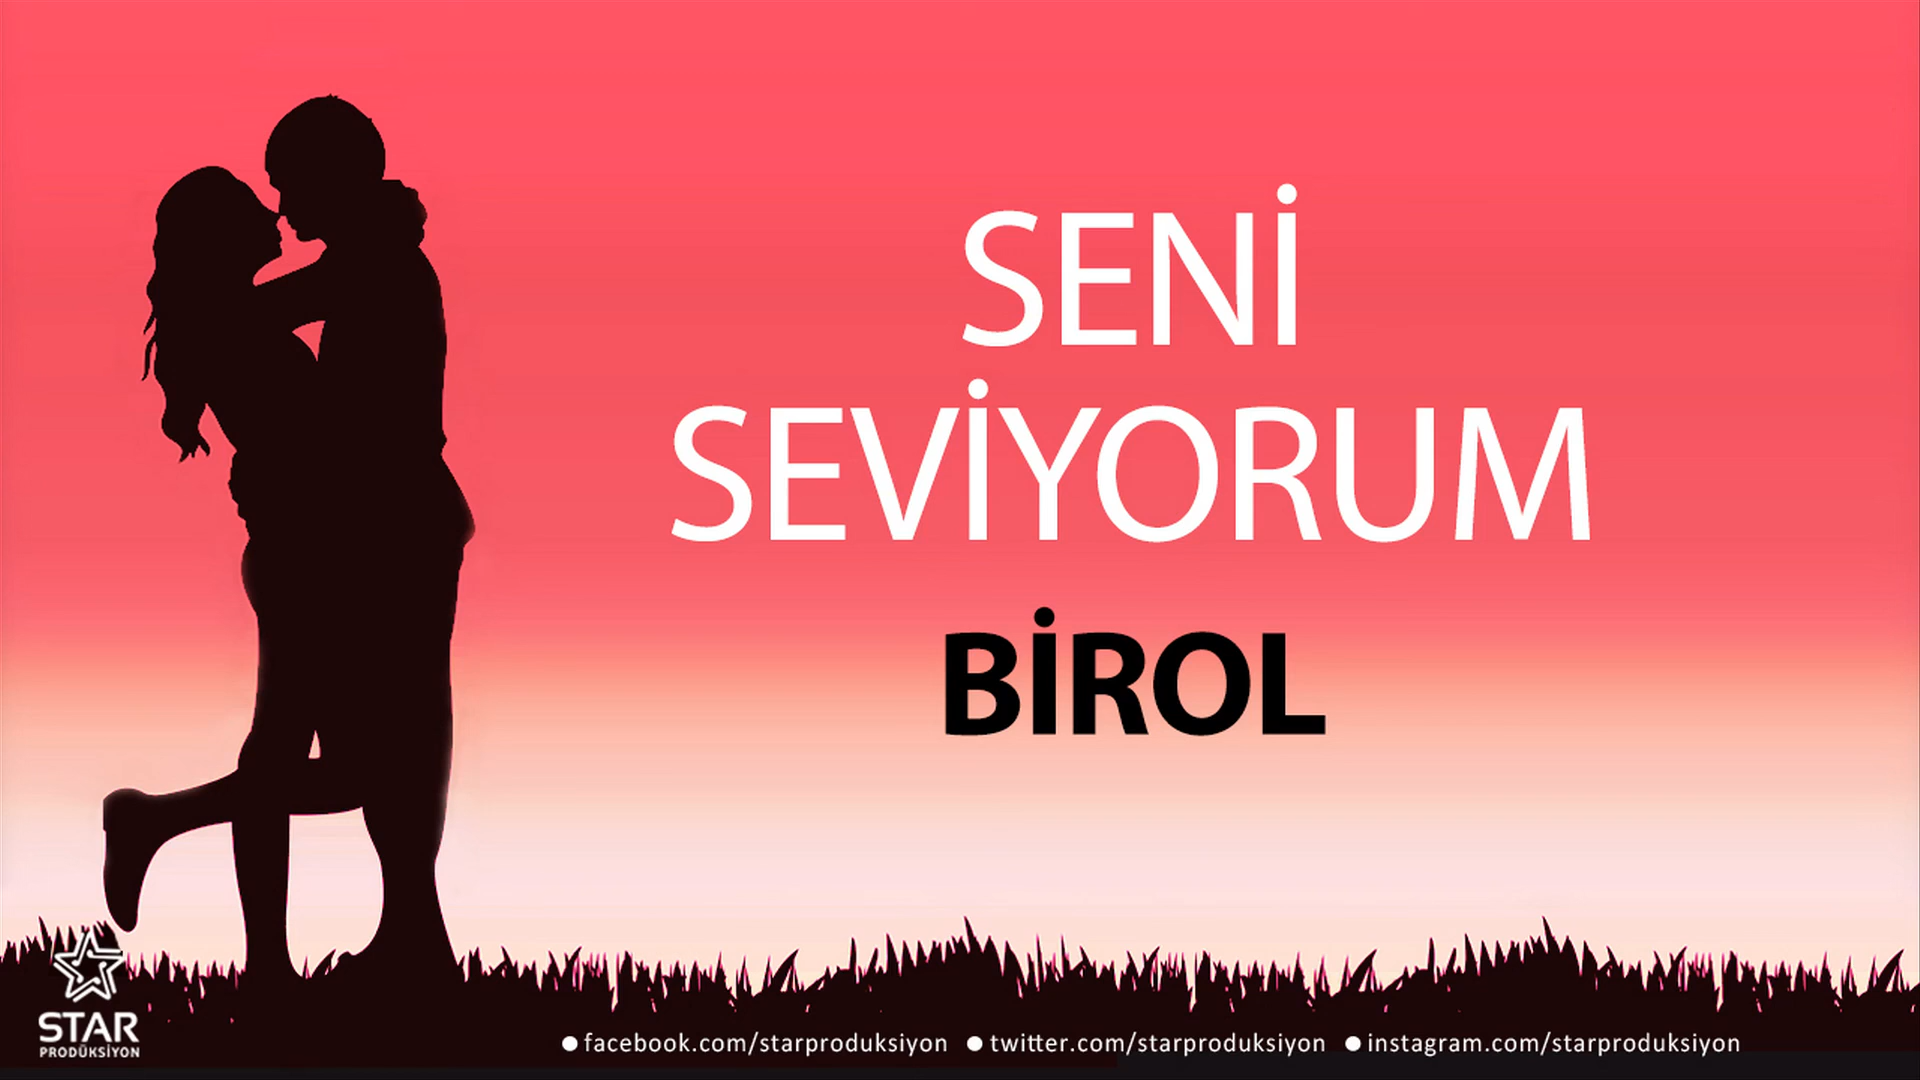 SENİ
SEVİYORUM
BİROL
STAR
PRODÜKSİYON
● facebook.com/starproduksiyon ● twitter.com/starproduksiyon ● instagram.com/starproduksiyon